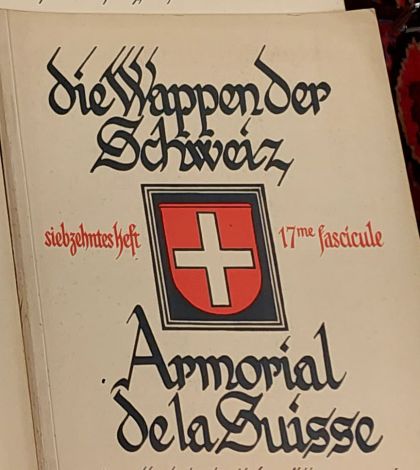 die Wappen der
Schweiz
siebzehntes Heft
17me fascicule
Armorial
de la Suisse